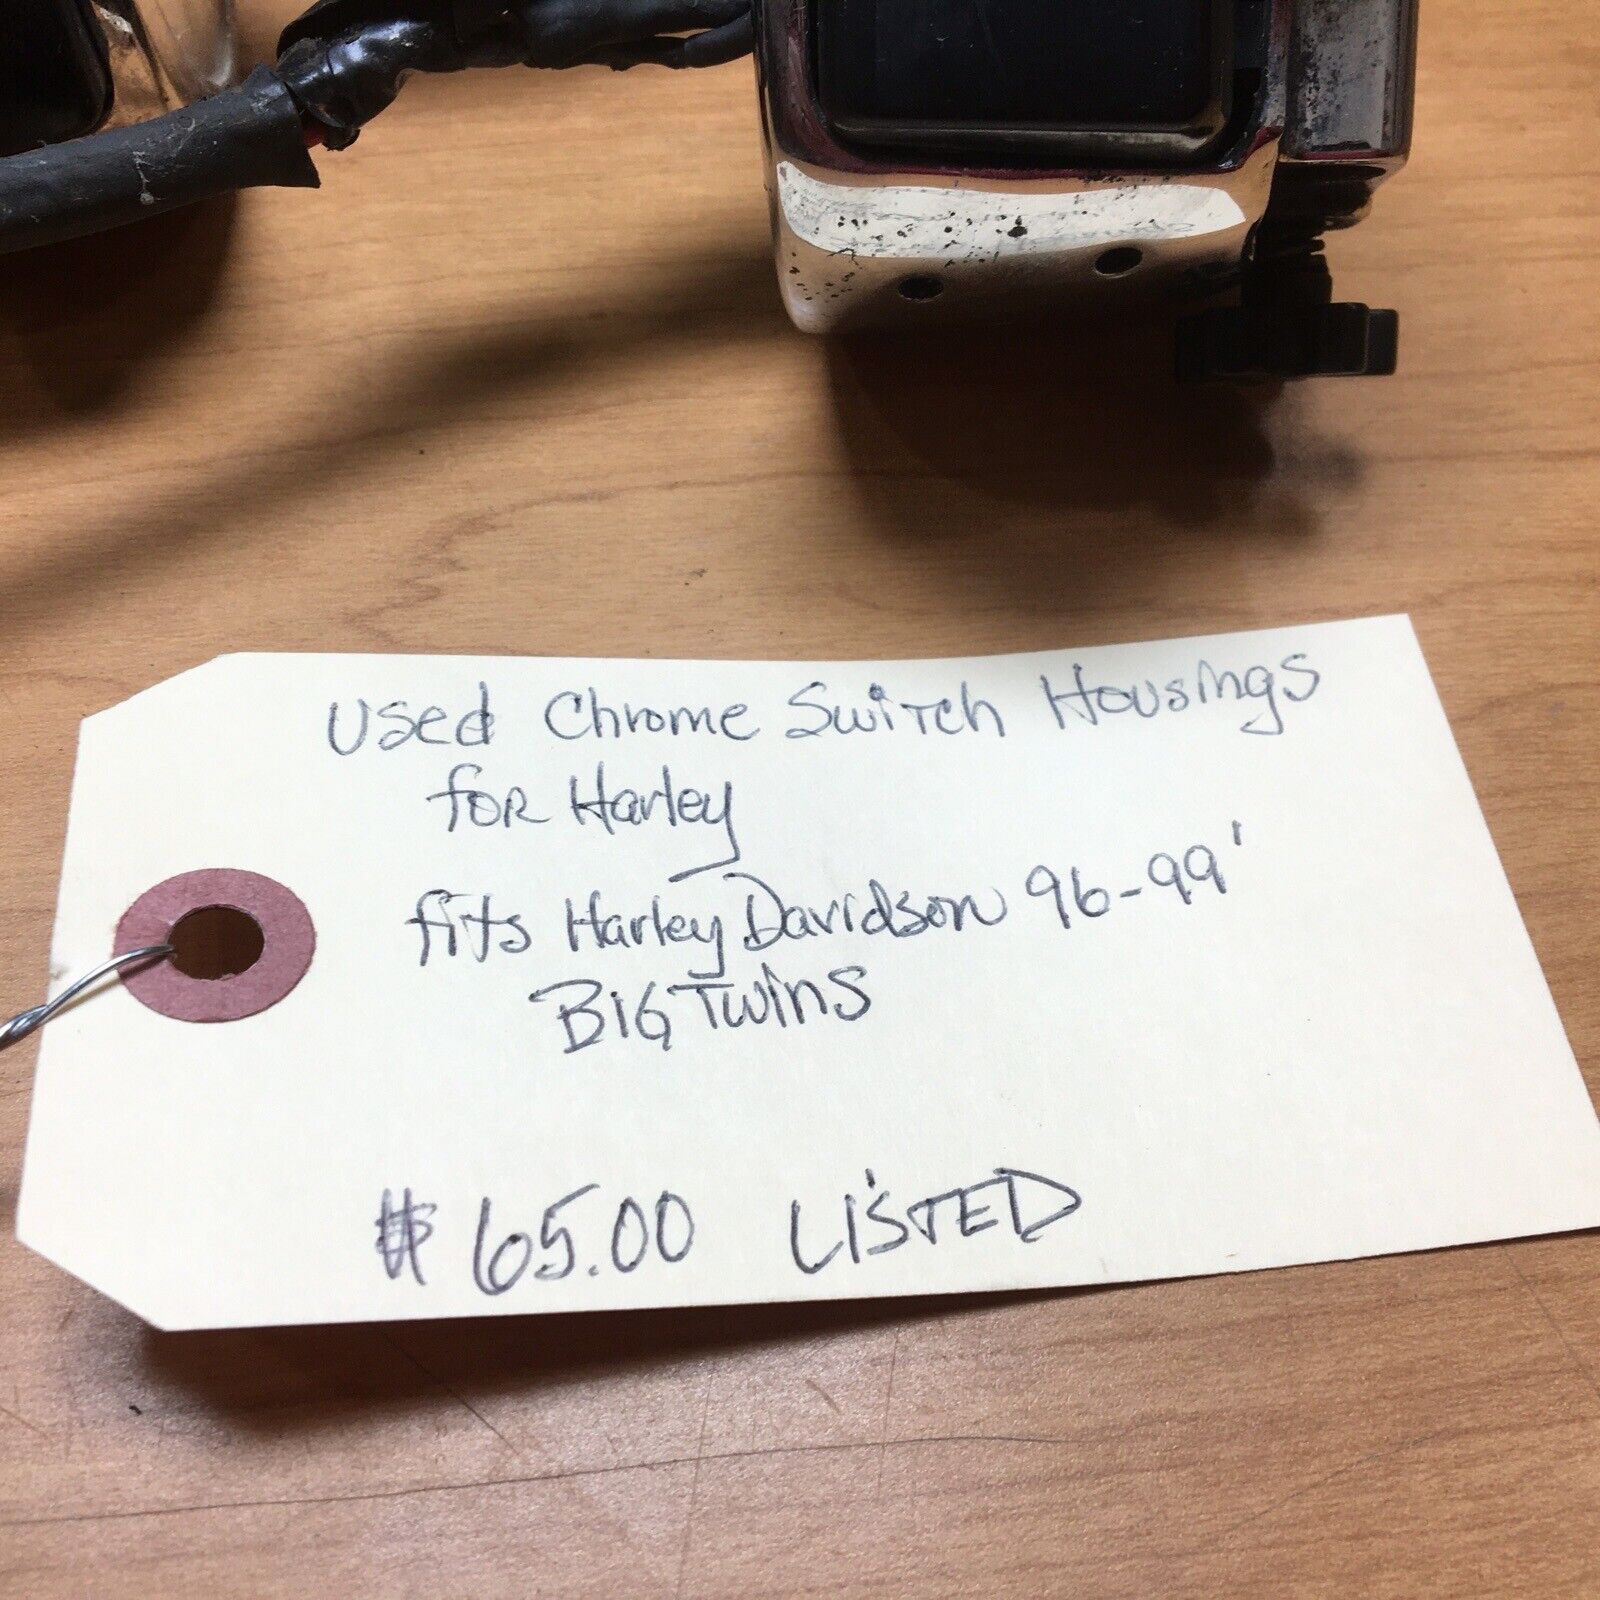 Used Chrome Switch Housings
for Harley
fits Harley Davidson 96-99'
Big Twins
$65.00 LISTED